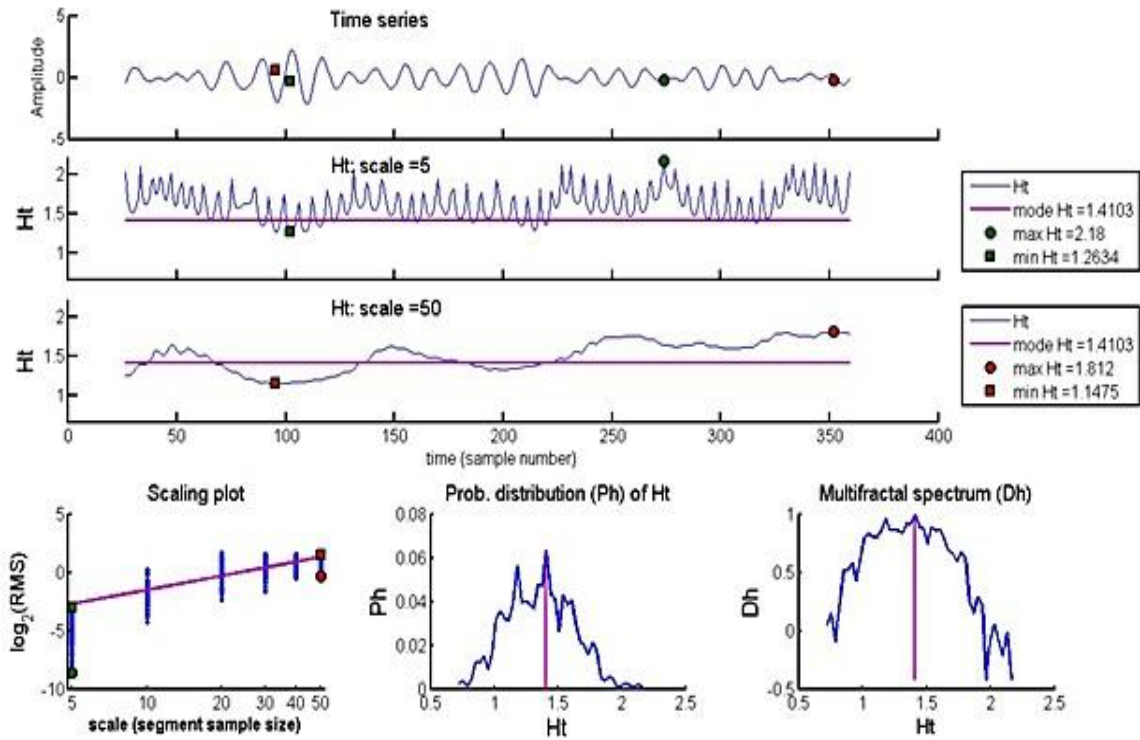 Time series
5
0
-5
Amplitude
Ht: scale =5
2
1.5
1
Ht
Ht
mode Ht =1.4103
max Ht =2.18
min Ht =1.2634
Ht: scale =50
2
1.5
1
Ht
Ht
mode Ht =1.4103
max Ht =1.812
min Ht =1.1475
0 50 100 150 200 250 300 350 400
time (sample number)
Scaling plot
5
0
-5
-10
log2(RMS)
5 10 20 30 40 50
scale (segment sample size)
Prob. distribution (Ph) of Ht
0.08
0.06
0.04
0.02
0
Ph
0.5 1 1.5 2 2.5
Ht
Multifractal spectrum (Dh)
1
0.5
0
-0.5
Dh
0.5 1 1.5 2 2.5
Ht